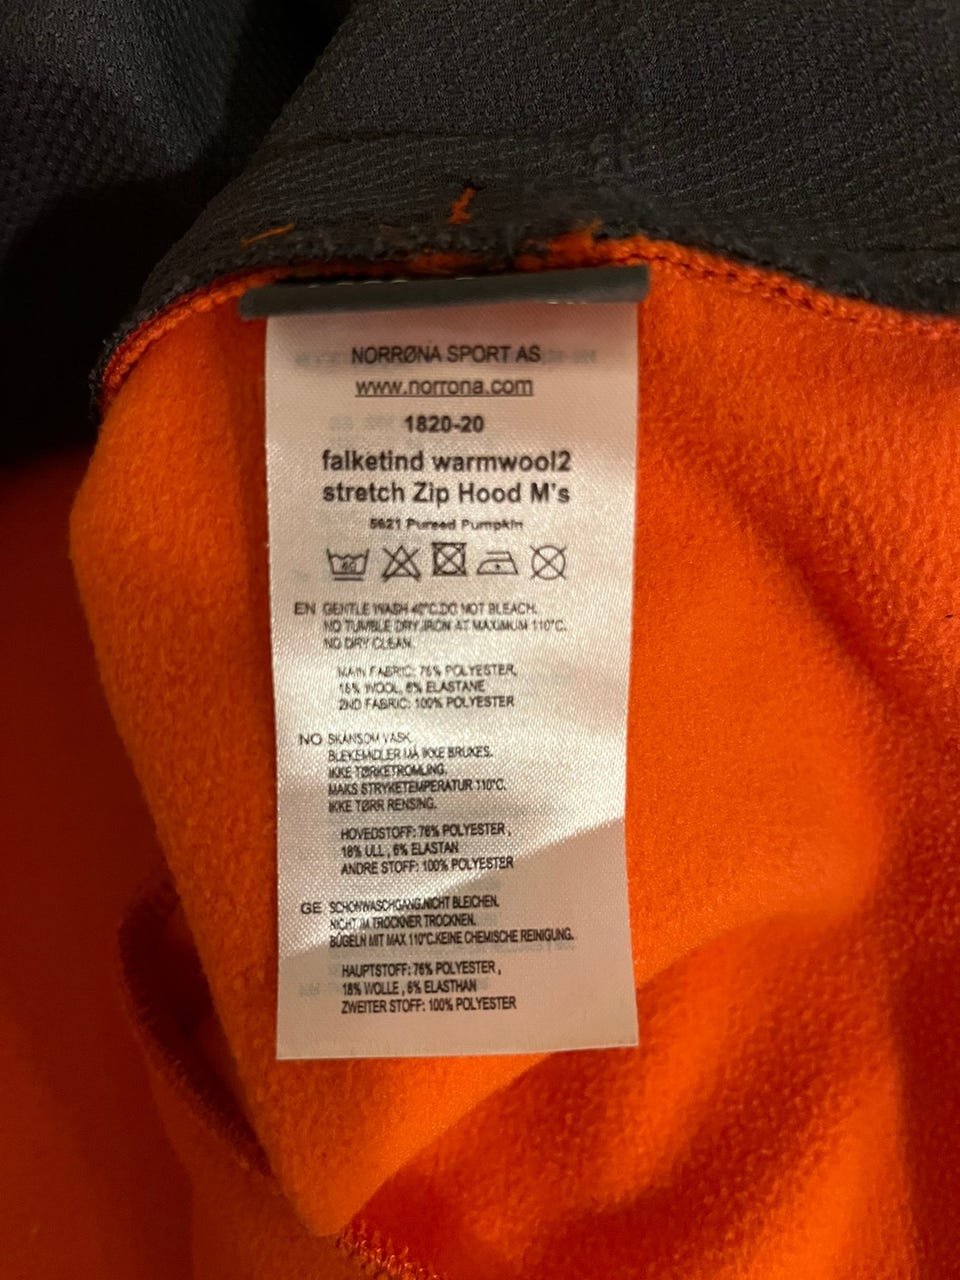 NORRØNA SPORT AS
www.norrona.com
1820-20
falketind warmwool2
stretch Zip Hood M's
5621 Pureed Pumpkin
40
EN GENTLE WASH 40°C.DO NOT BLEACH.
NO TUMBLE DRY.IRON AT MAXIMUM 110°C.
NO DRY CLEAN.
MAIN FABRIC: 76% POLYESTER,
18% WOOL, 6% ELASTANE
2ND FABRIC: 100% POLYESTER
NO SKÅNSOM VASK.
BLEKEMIDLER MÅ IKKE BRUKES.
IKKE TØRKETROMLING.
MAKS STRYKETEMPERATUR 110°C.
IKKE TØRR RENSING.
HOVEDSTOFF: 76% POLYESTER ,
18% ULL , 6% ELASTAN
ANDRE STOFF: 100% POLYESTER
GE SCHONWASCHGANG.NICHT BLEICHEN.
NICHT IM TROCKNER TROCKNEN.
BÜGELN MIT MAX 110°C.KEINE CHEMISCHE REINIGUNG.
HAUPTSTOFF: 76% POLYESTER ,
18% WOLLE , 6% ELASTHAN
ZWEITER STOFF: 100% POLYESTER